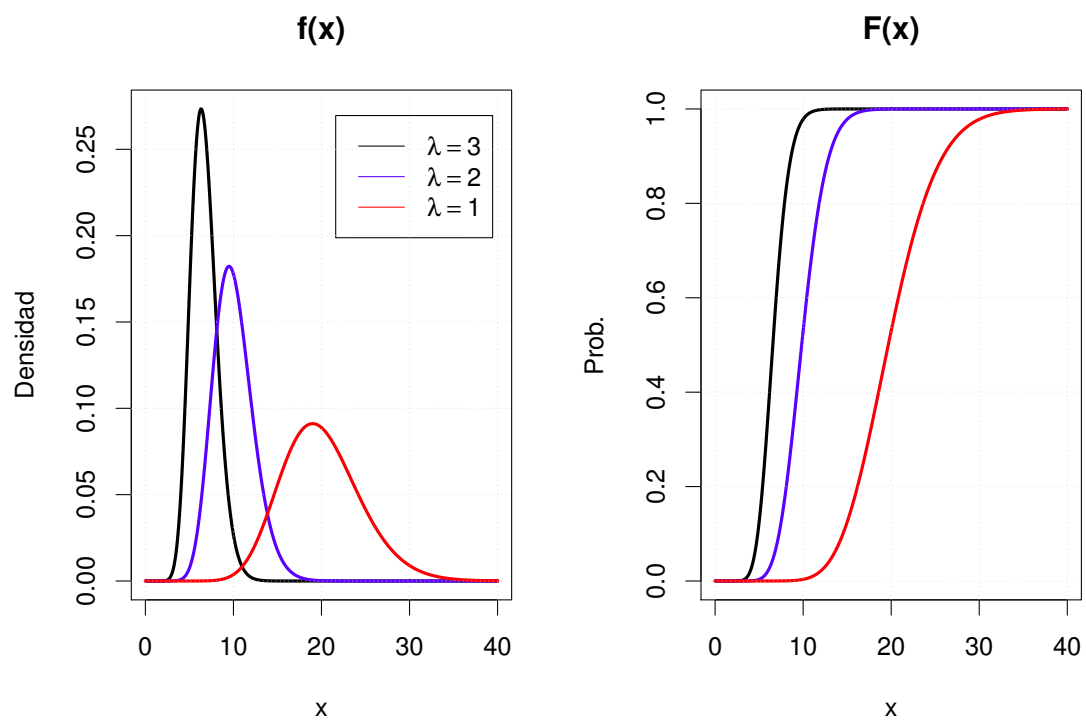 f(x)
Densidad
0.00 0.05 0.10 0.15 0.20 0.25
λ = 3
λ = 2
λ = 1
0 10 20 30 40
x
F(x)
Prob.
0.0 0.2 0.4 0.6 0.8 1.0
0 10 20 30 40
x